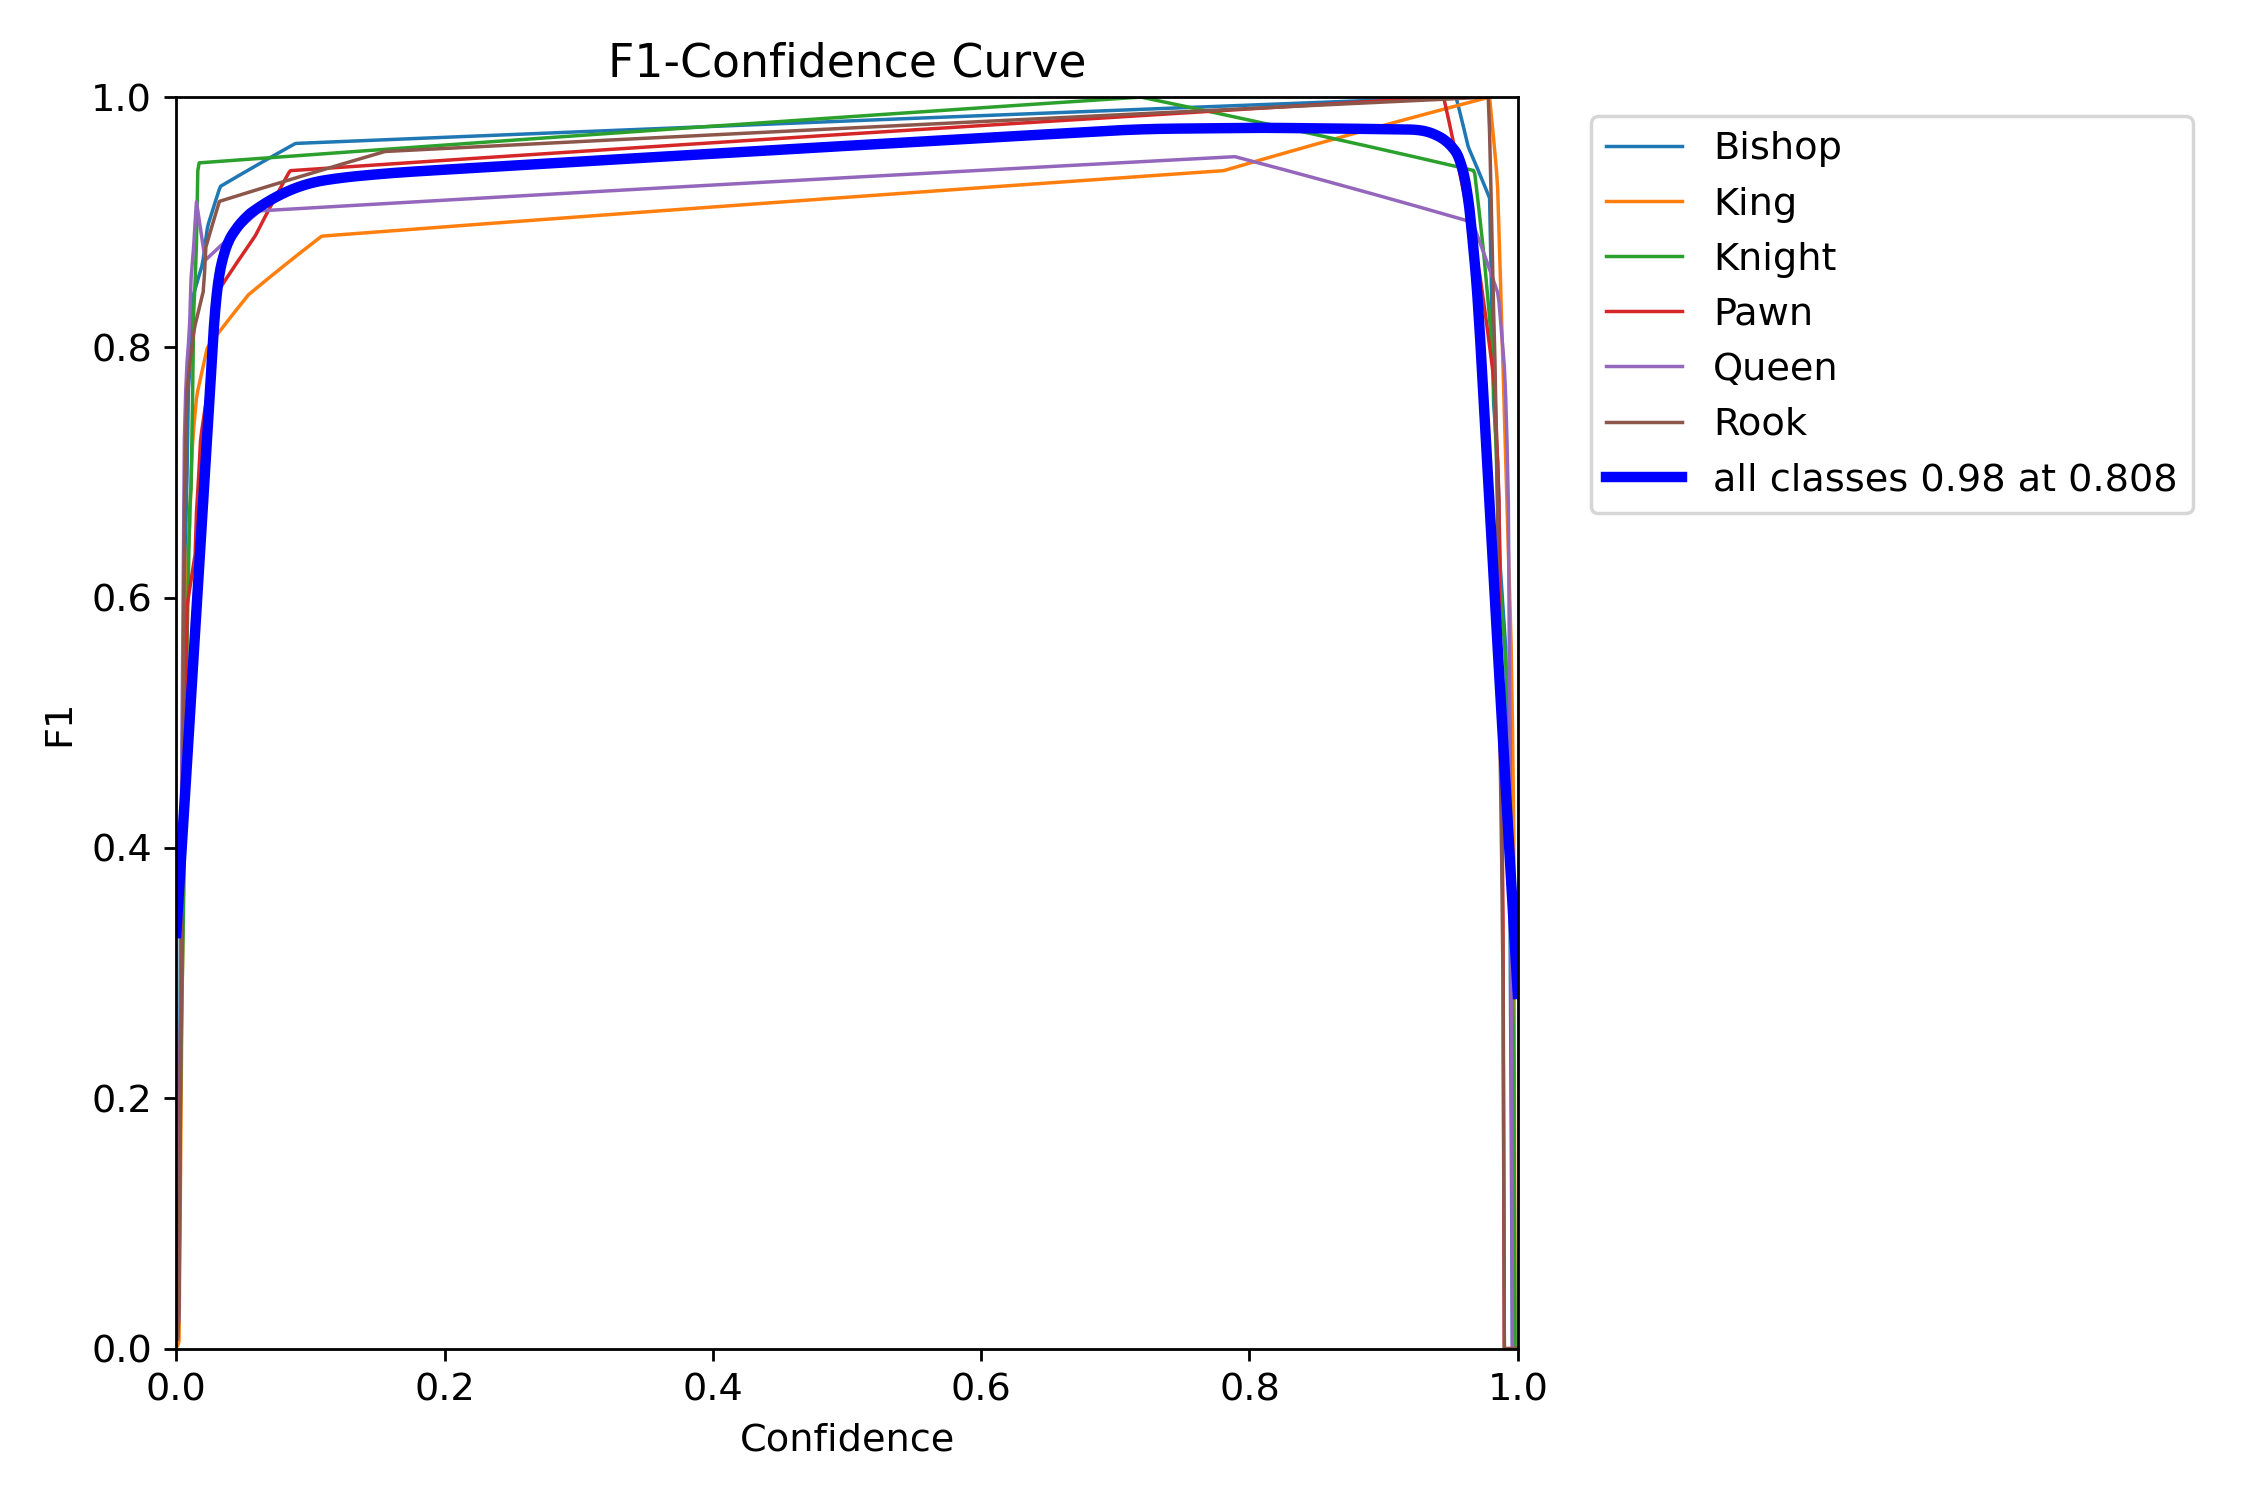 F1-Confidence Curve
1.0
0.8
0.6
0.4
0.2
0.0
F1
0.0 0.2 0.4 0.6 0.8 1.0
Confidence
Bishop
King
Knight
Pawn
Queen
Rook
all classes 0.98 at 0.808